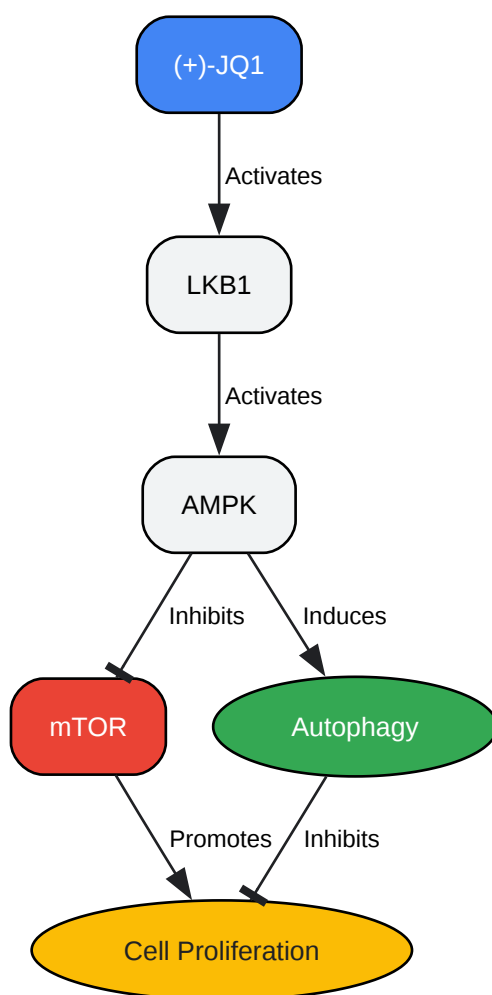 (+)-JQ1
Activates
LKB1
Activates
AMPK
Inhibits
Induces
mTOR
Autophagy
Promotes
Inhibits
Cell Proliferation